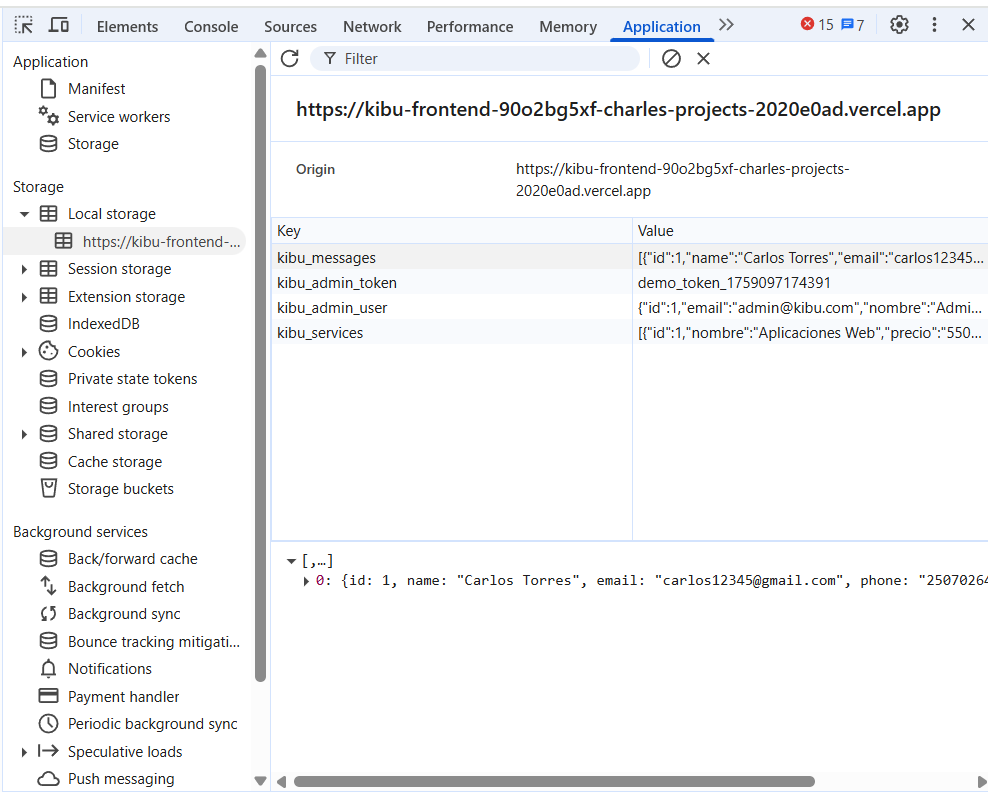 Elements Console Sources Network Performance Memory Application 15 7
Application
Manifest
Service workers
Storage
Storage
Local storage
https://kibu-frontend-...
Session storage
Extension storage
IndexedDB
Cookies
Private state tokens
Interest groups
Shared storage
Cache storage
Storage buckets
Background services
Back/forward cache
Background fetch
Background sync
Bounce tracking mitigati...
Notifications
Payment handler
Periodic background sync
Speculative loads
Push messaging
Filter
https://kibu-frontend-90o2bg5xf-charles-projects-2020e0ad.vercel.app
Origin https://kibu-frontend-90o2bg5xf-charles-projects-
2020e0ad.vercel.app
Key Value
kibu_messages [{"id":1,"name":"Carlos Torres","email":"carlos12345...
kibu_admin_token demo_token_1759097174391
kibu_admin_user {"id":1,"email":"admin@kibu.com","nombre":"Admi...
kibu_services [{"id":1,"nombre":"Aplicaciones Web","precio":"550...
[,…]
0: {id: 1, name: "Carlos Torres", email: "carlos12345@gmail.com", phone: "25070264